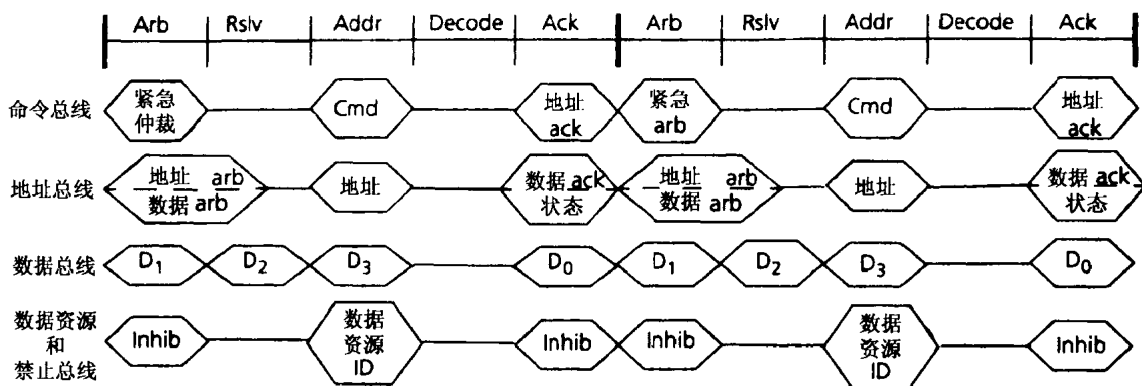 Arb Rslv Addr Decode Ack Arb Rslv Addr Decode Ack
命令总线
紧急
仲裁
Cmd
地址
ack
紧急
arb
Cmd
地址
ack
地址总线
地址 arb
数据 arb
地址
数据 ack
状态
地址 arb
数据 arb
地址
数据 ack
状态
数据总线 D1 D2 D3 D0 D1 D2 D3 D0
数据资源
和
禁止总线
Inhib
数据
资源
ID
Inhib
Inhib
数据
资源
ID
Inhib